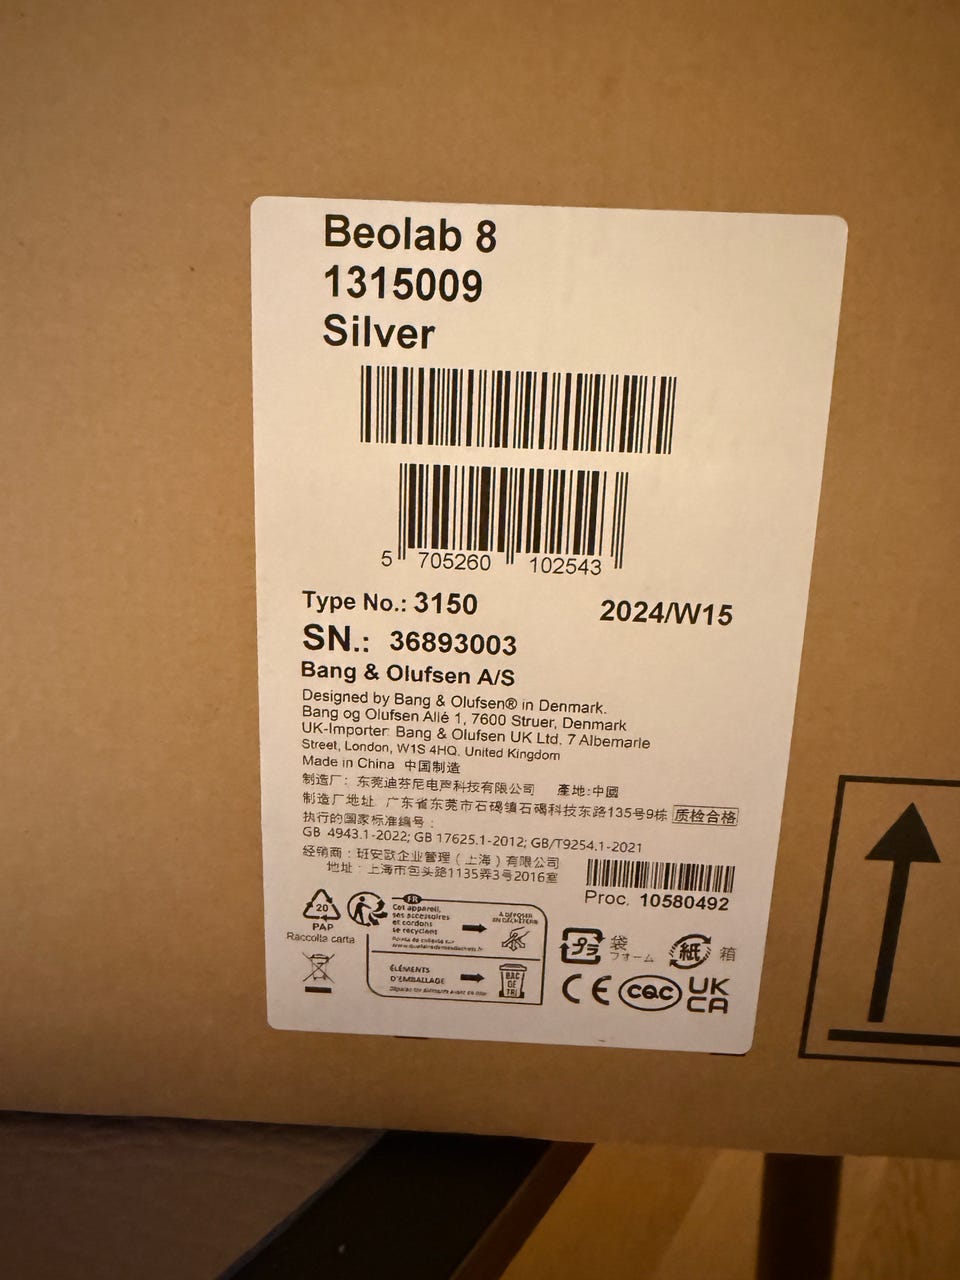 Beolab 8
1315009
Silver
5 705260 102543
Type No.: 3150 2024/W15
SN.: 36893003
Bang & Olufsen A/S
Designed by Bang & Olufsen® in Denmark.
Bang og Olufsen Allé 1, 7600 Struer, Denmark
UK-Importer: Bang & Olufsen UK Ltd. 7 Albemarle
Street, London, W1S 4HQ. United Kingdom
Made in China 中国制造
制造厂: 东莞迪芬尼电声科技有限公司 產地:中國
制造厂地址 广东省东莞市石碣镇石碣科技东路135号9栋 质检合格
执行的国家标准编号:
GB 4943.1-2022; GB 17625.1-2012; GB/T9254.1-2021
经销商:班安欧企业管理(上海)有限公司
地址:上海市包头路1135弄3号2016室
Proc. 10580492
20
PAP
Raccolta carta
FR
Cet appareil,
ses accessoires
et cordons
se recyclent
À DÉPOSER
EN DÉCHÈTERIE
ÉLÉMENTS
D'EMBALLAGE
BAC
DE
TRI
プラ 袋
フォーム
紙 箱
CE CQC UK
CA